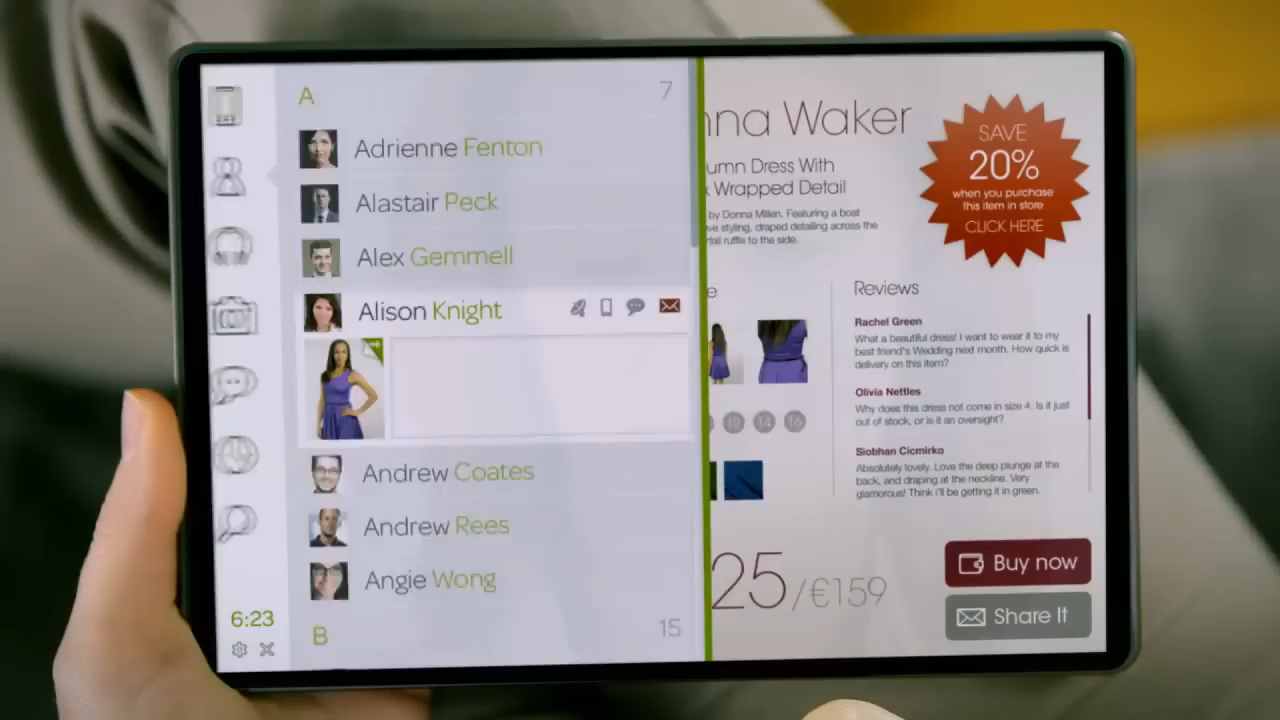 A 7
Adrienne Fenton
Alastair Peck
Alex Gemmell
Alison Knight
Andrew Coates
Andrew Rees
Angie Wong
B 15
6:23
nna Waker
umn Dress With
Wrapped Detail
by Donna Millen. Featuring a boat
ve styling, draped detailing across the
fall ruffle to the side.
SAVE
20%
when you purchase
this item in store
CLICK HERE
e
12 14 16
25/€159
Reviews
Rachel Green
What a beautiful dress! I want to wear it to my
best friend's Wedding next month. How quick is
delivery on this item?
Olivia Nettles
Why does this dress not come in size 4. Is it just
out of stock, or is it an oversight?
Siobhan Cicmirko
Absolutely lovely. Love the deep plunge at the
back, and draping at the neckline. Very
glamorous! Think i'll be getting it in green.
Buy now
Share It